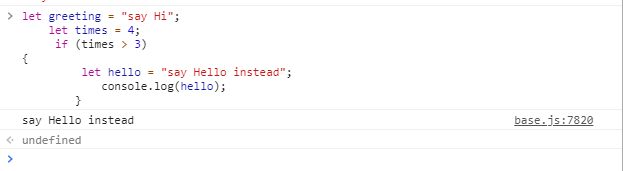 let greeting = "say Hi";
let times = 4;
if (times > 3)
{
let hello = "say Hello instead";
console.log(hello);
}
say Hello instead base.js:7820
undefined